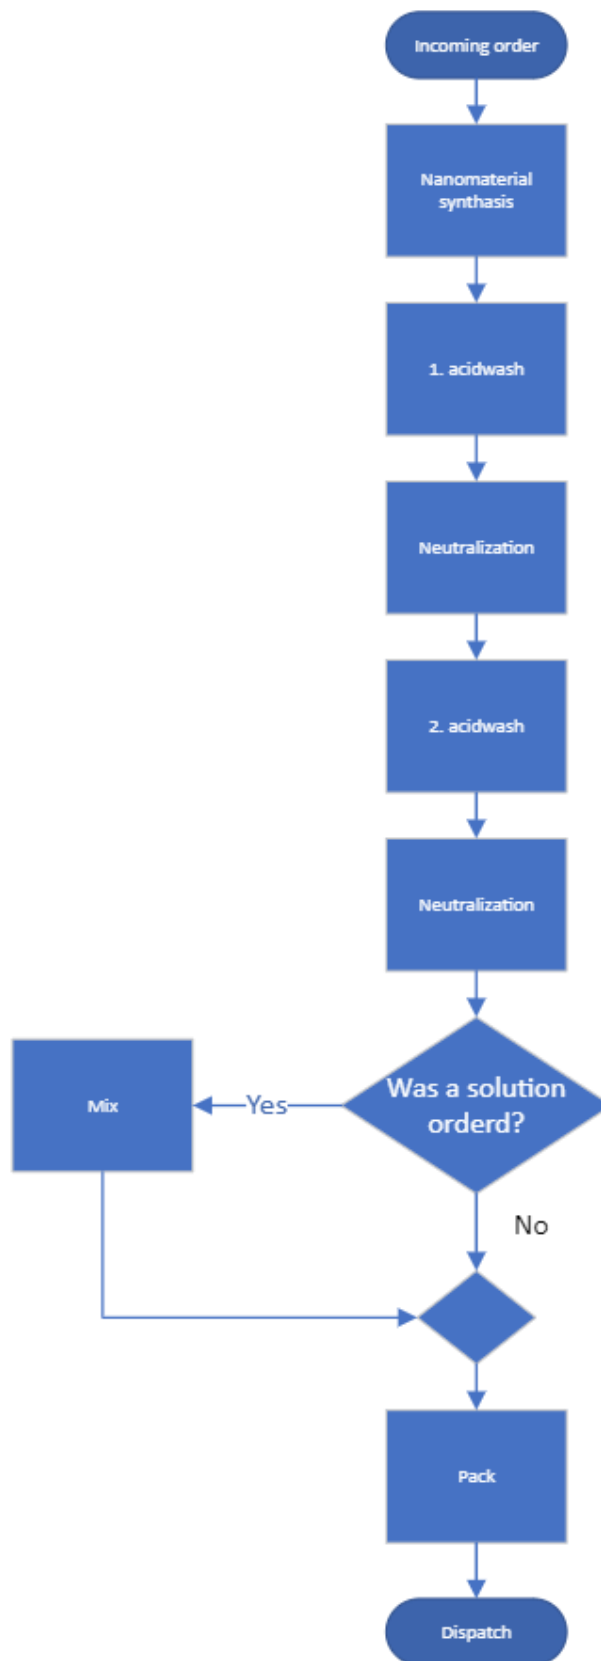 Incoming order
Nanomaterial
synthasis
1. acidwash
Neutralization
2. acidwash
Neutralization
Was a solution
orderd?
Yes
Mix
No
Pack
Dispatch